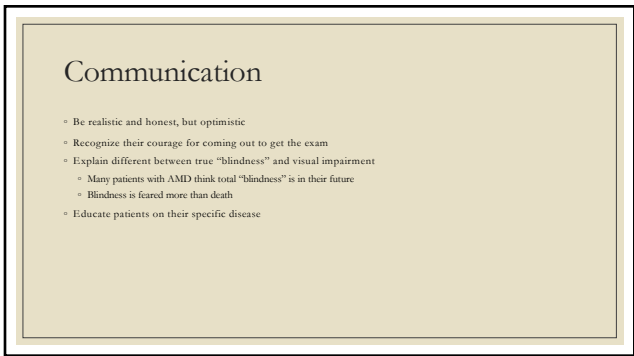 Communication
▫ Be realistic and honest, but optimistic
▫ Recognize their courage for coming out to get the exam
▫ Explain different between true “blindness” and visual impairment
▫ Many patients with AMD think total “blindness” is in their future
▫ Blindness is feared more than death
▫ Educate patients on their specific disease